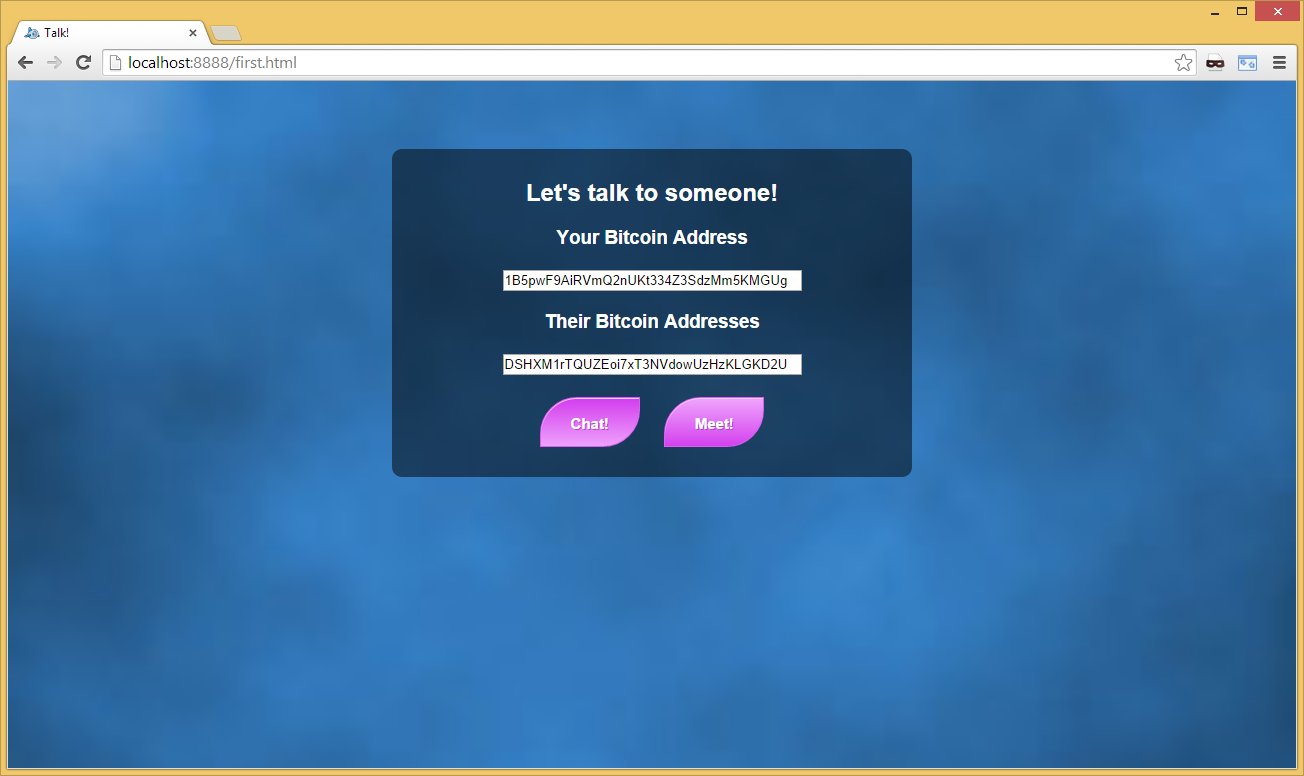 Talk!
localhost:8888/first.html
Let's talk to someone!
Your Bitcoin Address
1B5pwF9AiRVmQ2nUKt334Z3SdzMm5KMGUg
Their Bitcoin Addresses
DSHXM1rTQUZEoi7xT3NVdowUzHzKLGKD2U
Chat! Meet!